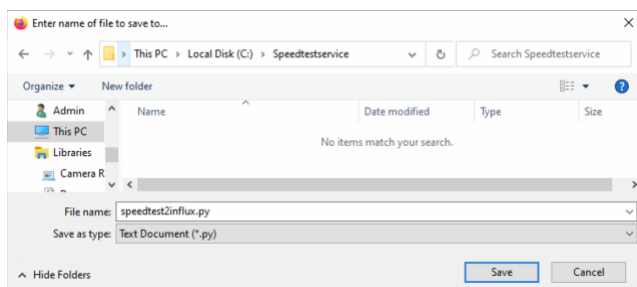 Enter name of file to save to...
This PC > Local Disk (C:) > Speedtestservice
Search Speedtestservice
Organize New folder
Name Date modified Type Size
Admin
This PC
Libraries
Camera R
No items match your search.
File name: speedtest2influx.py
Save as type: Text Document (*.py)
Hide Folders Save Cancel